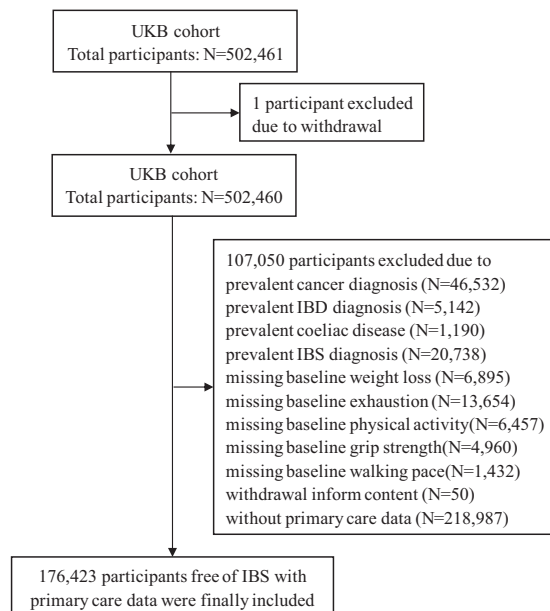 UKB cohort
Total participants: N=502,461
1 participant excluded
due to withdrawal
UKB cohort
Total participants: N=502,460
107,050 participants excluded due to
prevalent cancer diagnosis (N=46,532)
prevalent IBD diagnosis (N=5,142)
prevalent coeliac disease (N=1,190)
prevalent IBS diagnosis (N=20,738)
missing baseline weight loss (N=6,895)
missing baseline exhaustion (N=13,654)
missing baseline physical activity(N=6,457)
missing baseline grip strength(N=4,960)
missing baseline walking pace(N=1,432)
withdrawal inform content (N=50)
without primary care data (N=218,987)
176,423 participants free of IBS with
primary care data were finally included